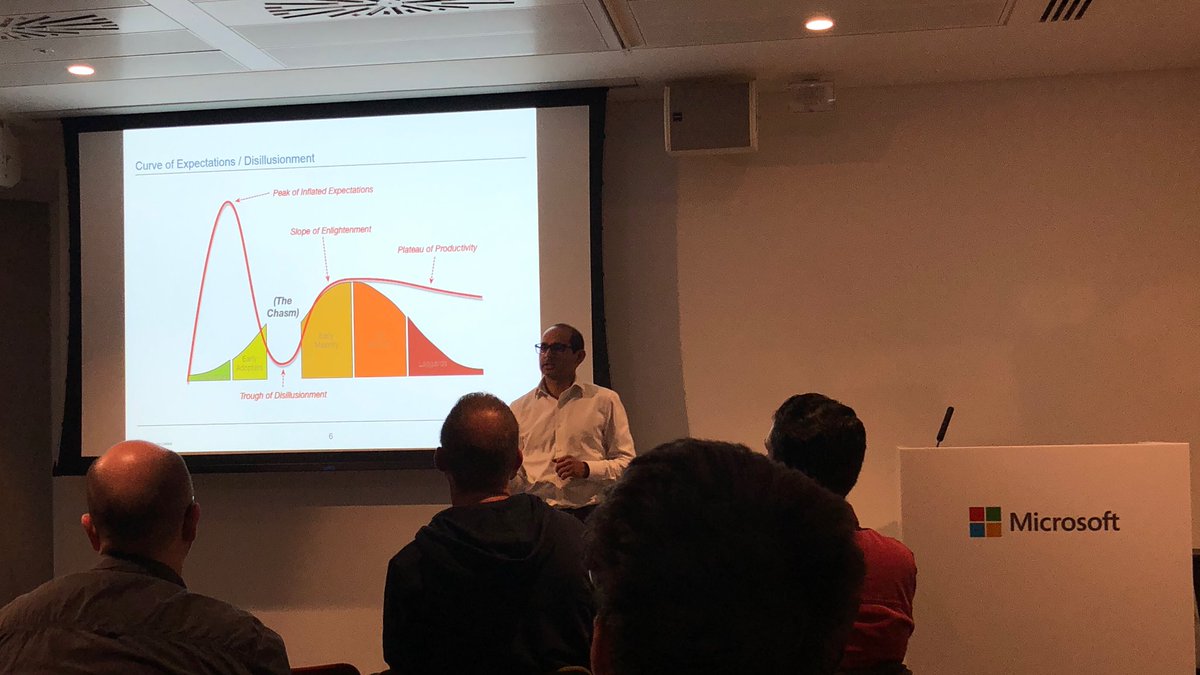 Curve of Expectations / Disillusionment
Peak of Inflated Expectations
Slope of Enlightenment
Plateau of Productivity
(The
Chasm)
Early
Adopters
Early
Majority
Laggards
Trough of Disillusionment
6
Microsoft